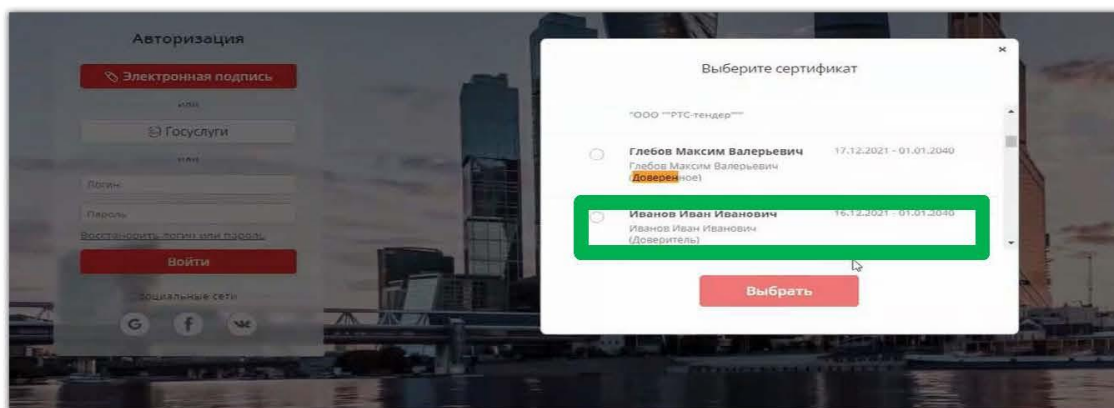 Авторизация
Электронная подпись
или
Госуслуги
или
Логин
Пароль
Восстановить логин или пароль
Войти
Социальные сети
G f
Выберите сертификат
"ООО ""РТС-тендер"""
Глебов Максим Валерьевич 17.12.2021 - 01.01.2040
Глебов Максим Валерьевич
(Доверенное)
Иванов Иван Иванович 16.12.2021 - 01.01.2040
Иванов Иван Иванович
(Доверитель)
Выбрать